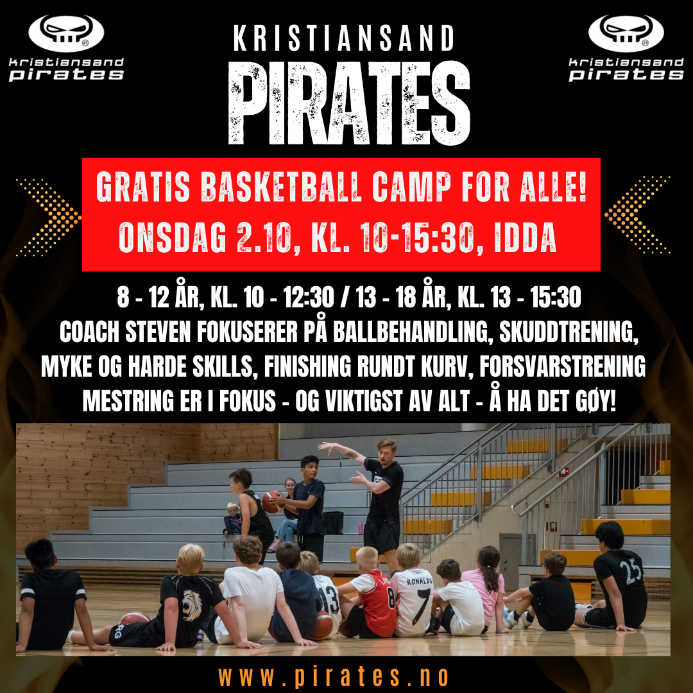 kristiansand
pirates
KRISTIANSAND
PIRATES
kristiansand
pirates
GRATIS BASKETBALL CAMP FOR ALLE!
ONSDAG 2.10, KL. 10-15:30, IDDA
8 - 12 ÅR, KL. 10 - 12:30 / 13 - 18 ÅR, KL. 13 - 15:30
COACH STEVEN FOKUSERER PÅ BALLBEHANDLING, SKUDDTRENING,
MYKE OG HARDE SKILLS, FINISHING RUNDT KURV, FORSVARSTRENING
MESTRING ER I FOKUS - OG VIKTIGST AV ALT - Å HA DET GØY!
13
8
RONALDO
7
25
www.pirates.no